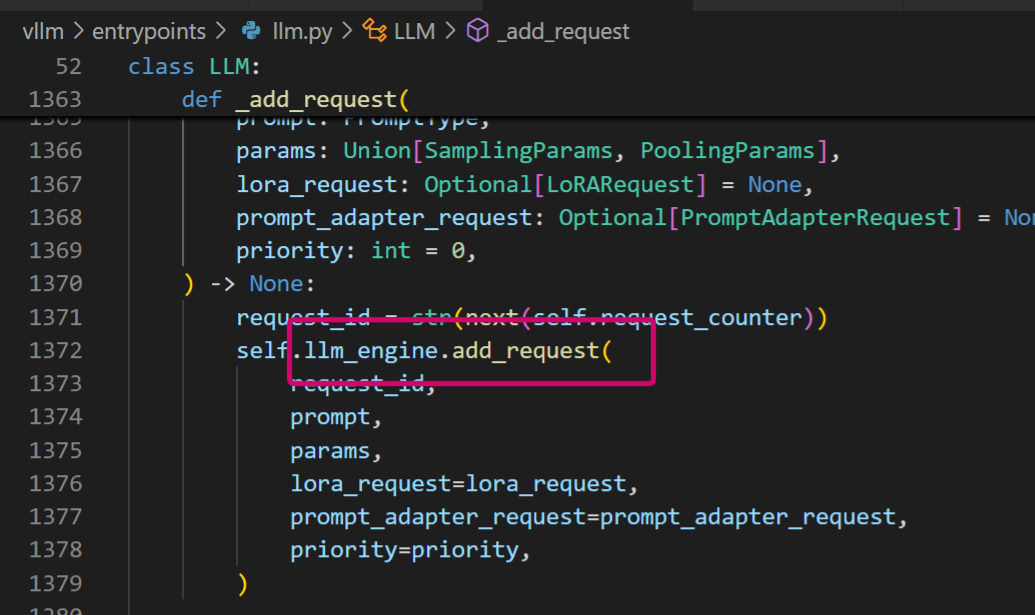 vllm > entrypoints > llm.py > LLM > _add_request
52 class LLM:
1363 def _add_request(
1365 prompt: PromptType,
1366 params: Union[SamplingParams, PoolingParams],
1367 lora_request: Optional[LoRARequest] = None,
1368 prompt_adapter_request: Optional[PromptAdapterRequest] = Non
1369 priority: int = 0,
1370 ) -> None:
1371 request_id = str(next(self.request_counter))
1372 self.llm_engine.add_request(
1373 request_id,
1374 prompt,
1375 params,
1376 lora_request=lora_request,
1377 prompt_adapter_request=prompt_adapter_request,
1378 priority=priority,
1379 )
1380